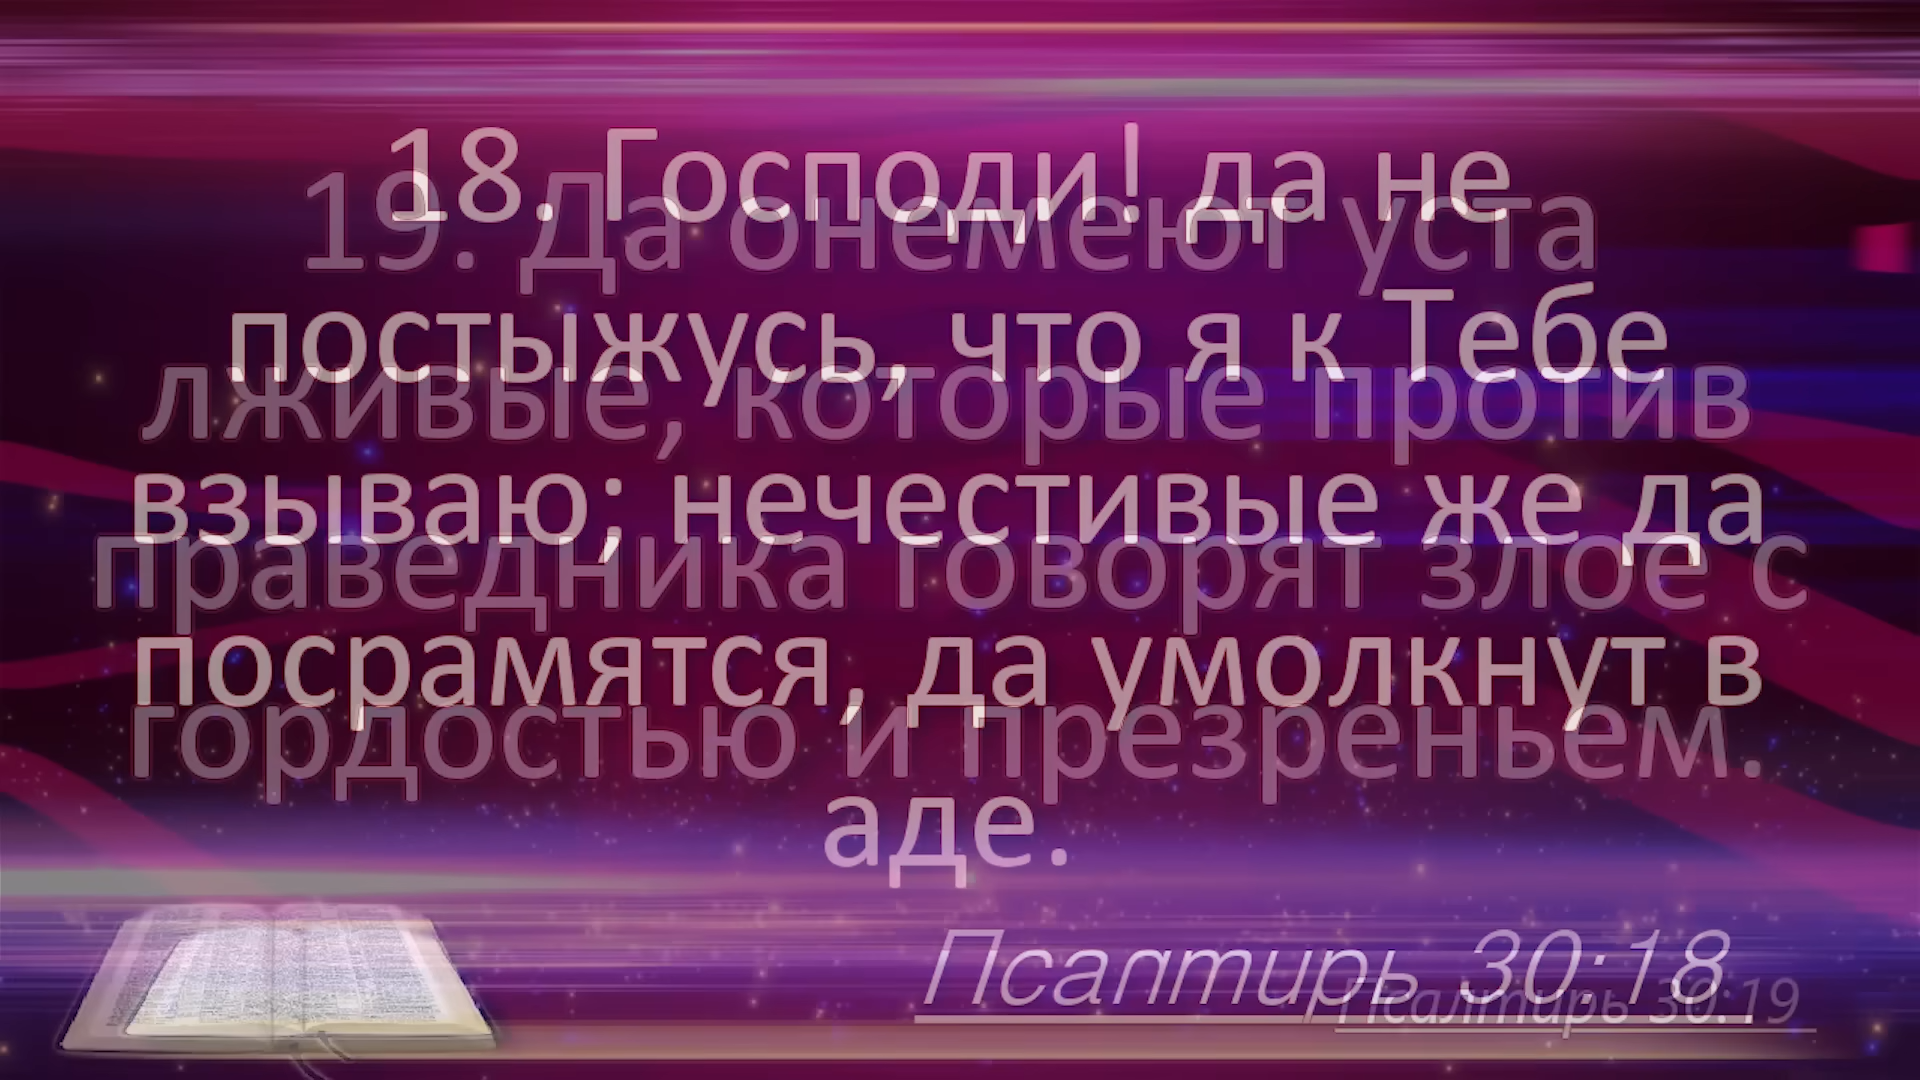 18. Господи! да не
постыжусь, что я к Тебе
взываю; нечестивые же да
посрамятся, да умолкнут в
аде.
Псалтирь 30:18
19. Да онемеют уста
лживые, которые против
праведника говорят злое с
гордостью и презреньем.
Псалтирь 30:19